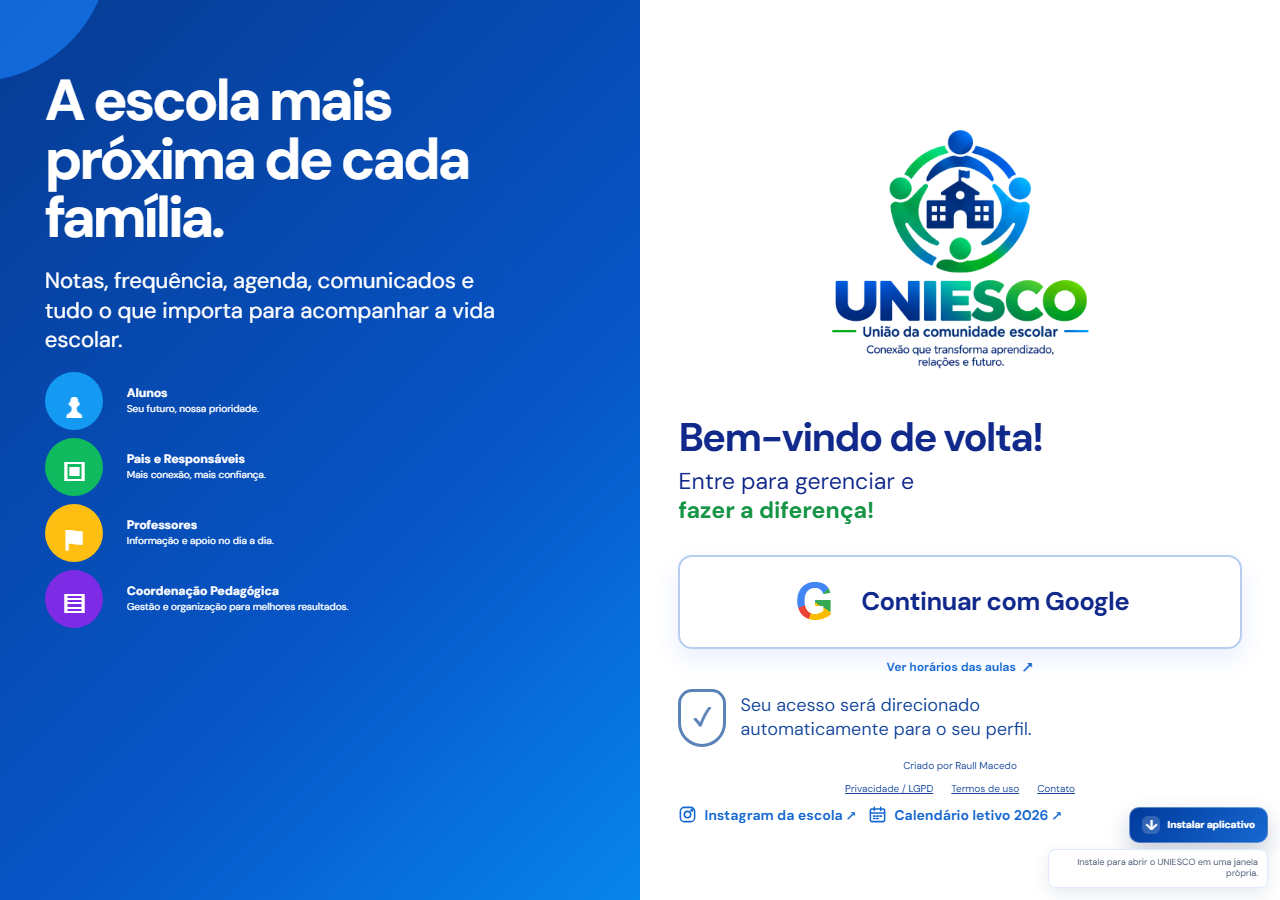 A escola mais
próxima de cada
família.
Notas, frequência, agenda, comunicados e
tudo o que importa para acompanhar a vida
escolar.
Alunos
Seu futuro, nossa prioridade.
Pais e Responsáveis
Mais conexão, mais confiança.
Professores
Informação e apoio no dia a dia.
Coordenação Pedagógica
Gestão e organização para melhores resultados.
UNIESCO
União da comunidade escolar
Conexão que transforma aprendizado,
relações e futuro.
Bem-vindo de volta!
Entre para gerenciar e
fazer a diferença!
G Continuar com Google
Ver horários das aulas ↗
✓
Seu acesso será direcionado
automaticamente para o seu perfil.
Criado por Raull Macedo
Privacidade / LGPD Termos de uso Contato
Instagram da escola ↗ Calendário letivo 2026 ↗
Instalar aplicativo
Instale para abrir o UNIESCO em uma janela
própria.